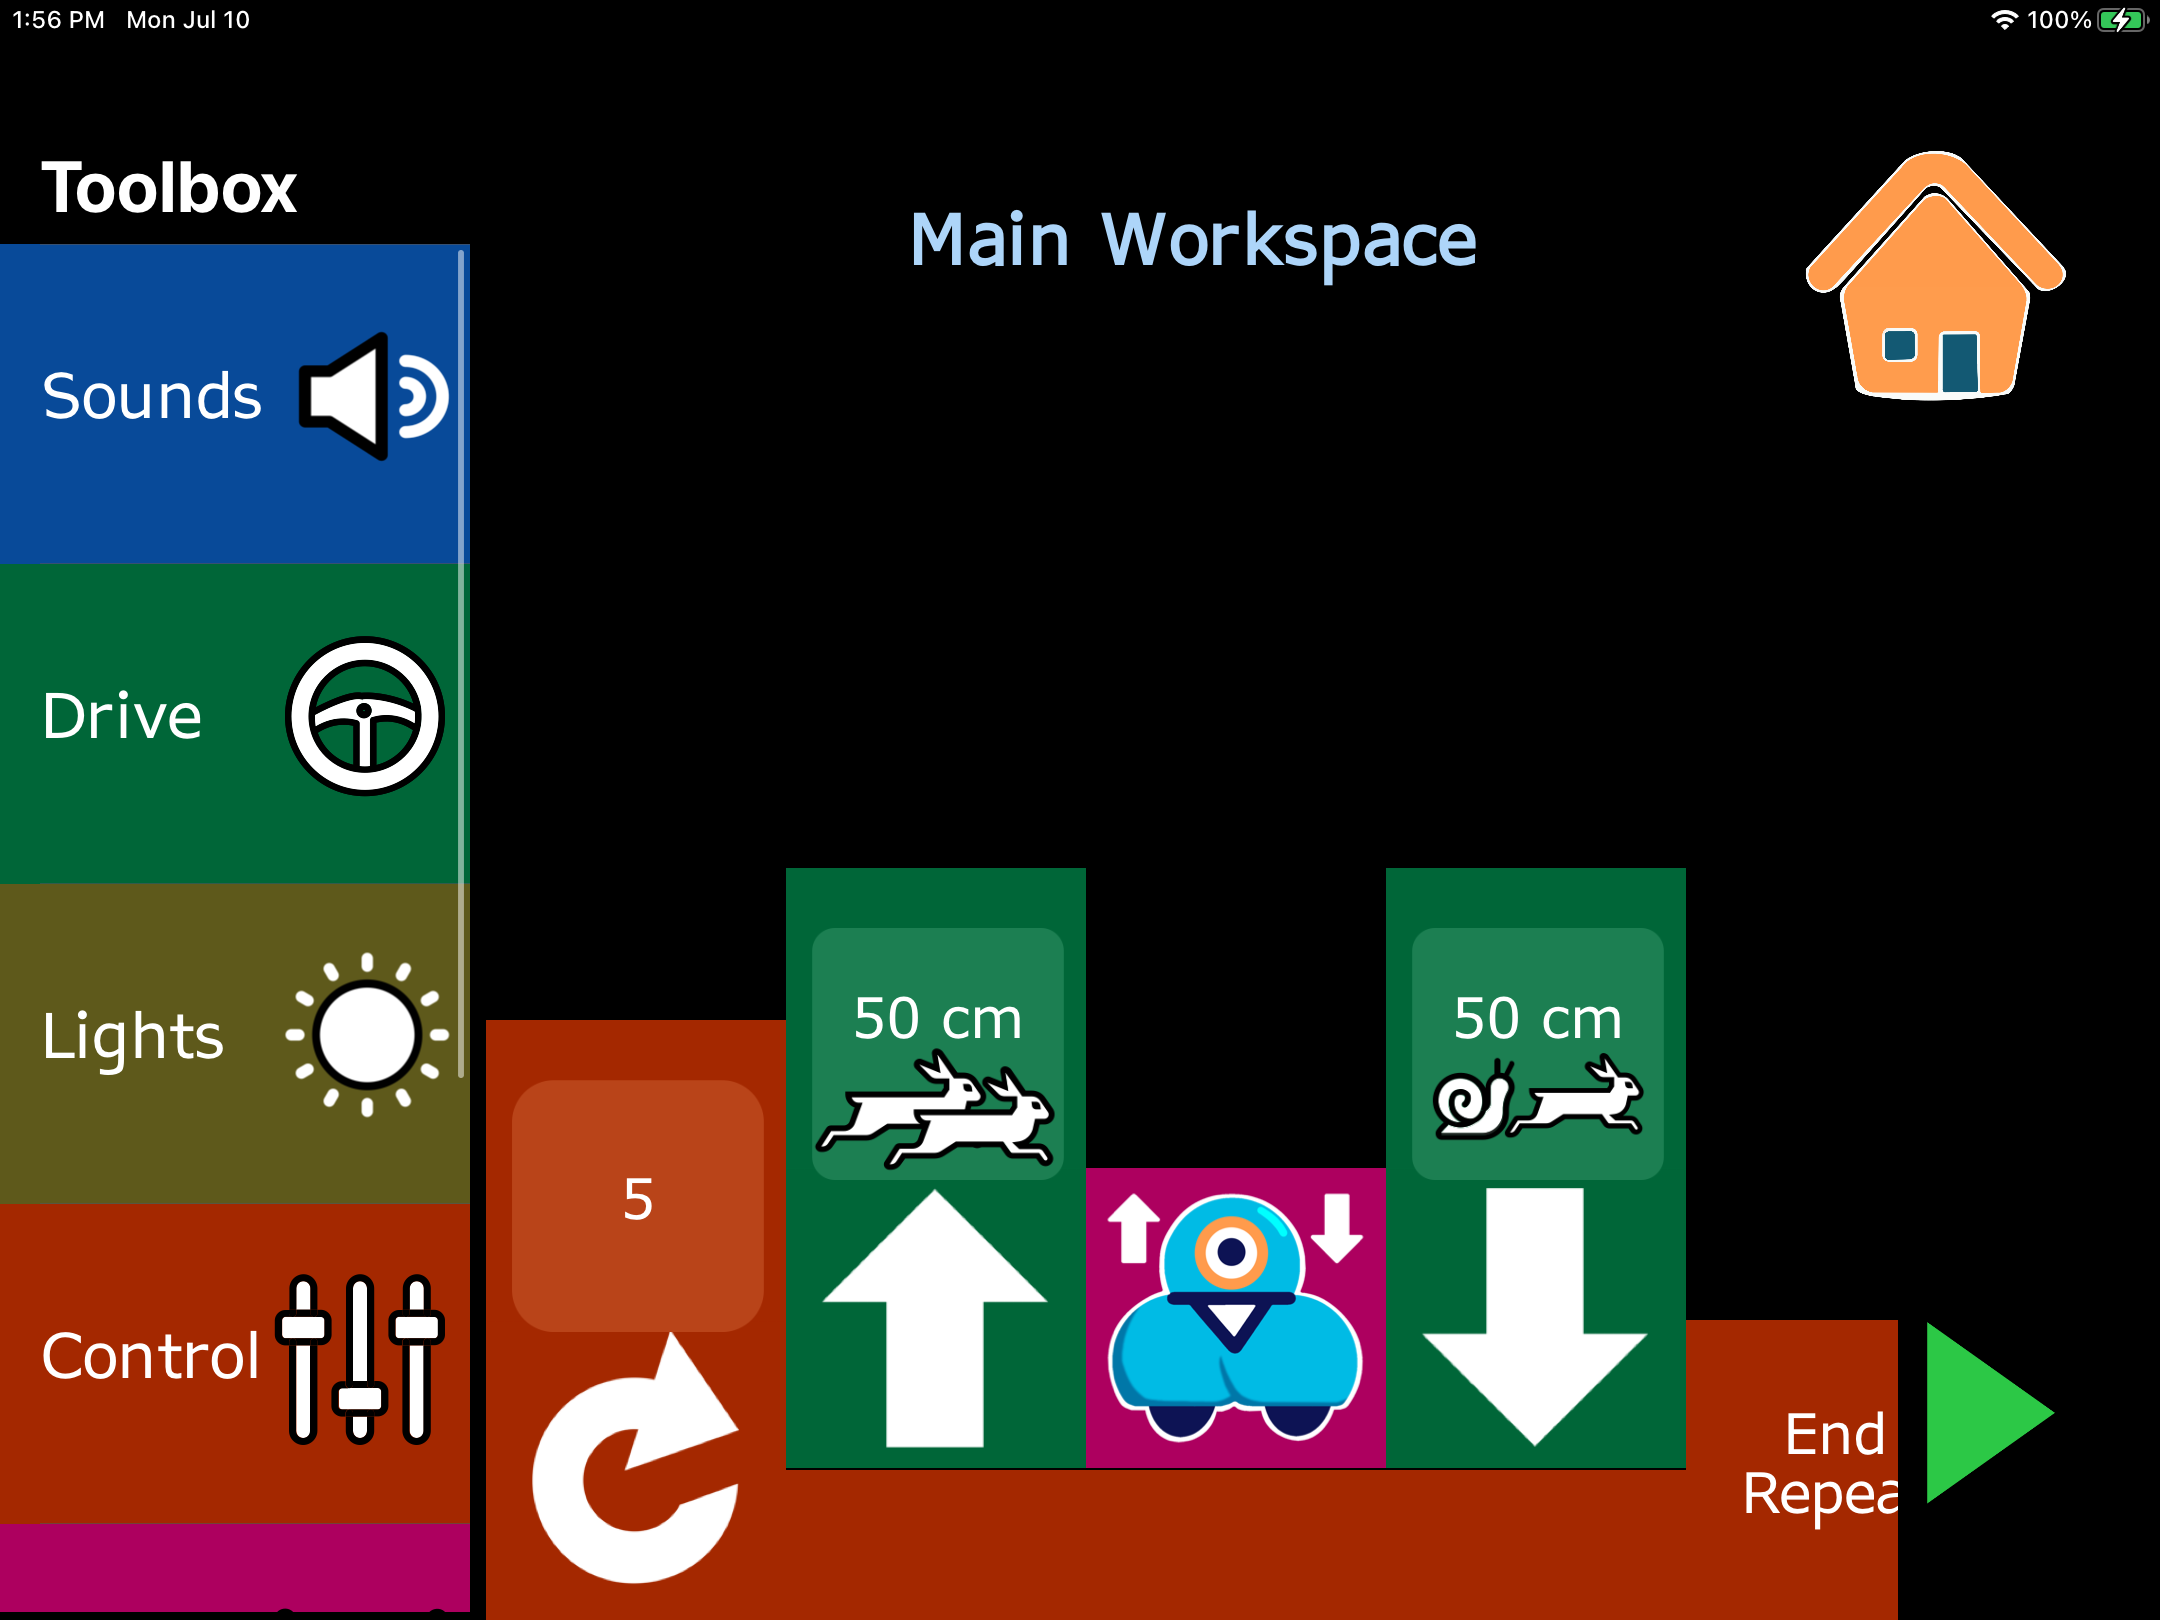 1:56 PM Mon Jul 10
100%
Toolbox
Main Workspace
Sounds
Drive
Lights
Control
5
50 cm
50 cm
End
Repea